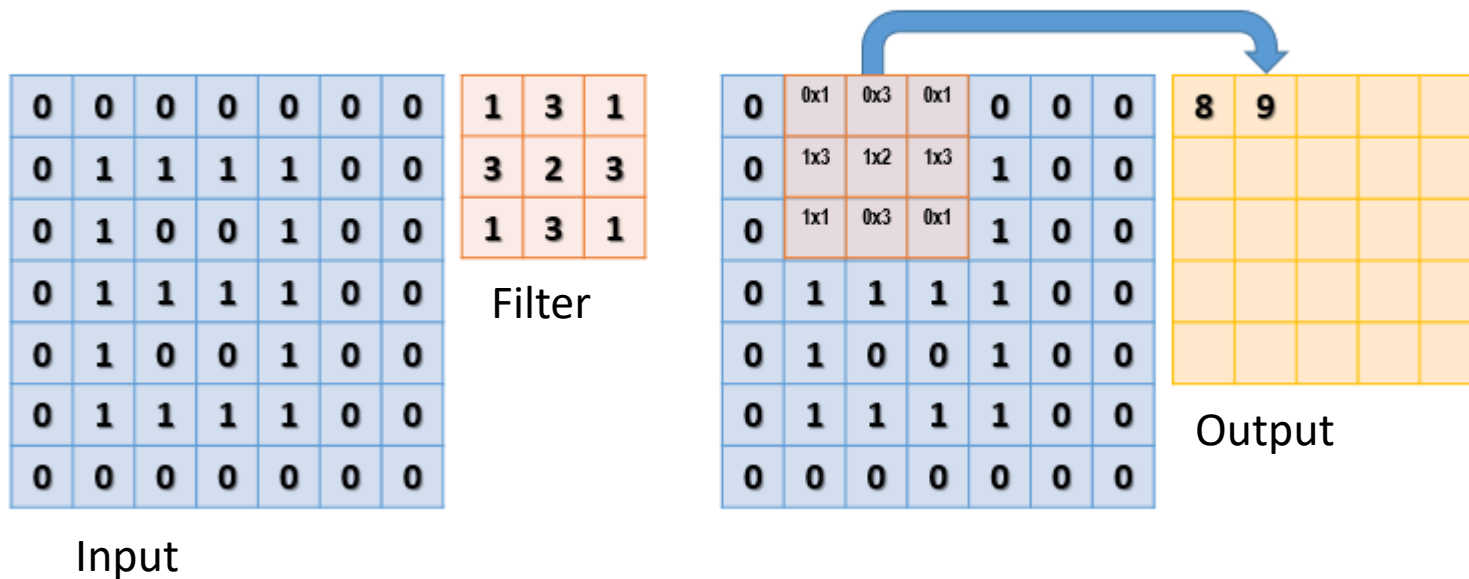 0 0 0 0 0 0 0 1 3 1 0 0x1 0x3 0x1 0 0 0 8 9
0 1 1 1 1 0 0 3 2 3 0 1x3 1x2 1x3 1 0 0
0 1 0 0 1 0 0 1 3 1 0 1x1 0x3 0x1 1 0 0
0 1 1 1 1 0 0 Filter 0 1 1 1 1 0 0
0 1 0 0 1 0 0 0 1 0 0 1 0 0
0 1 1 1 1 0 0 0 1 1 1 1 0 0 Output
0 0 0 0 0 0 0 0 0 0 0 0 0 0
Input